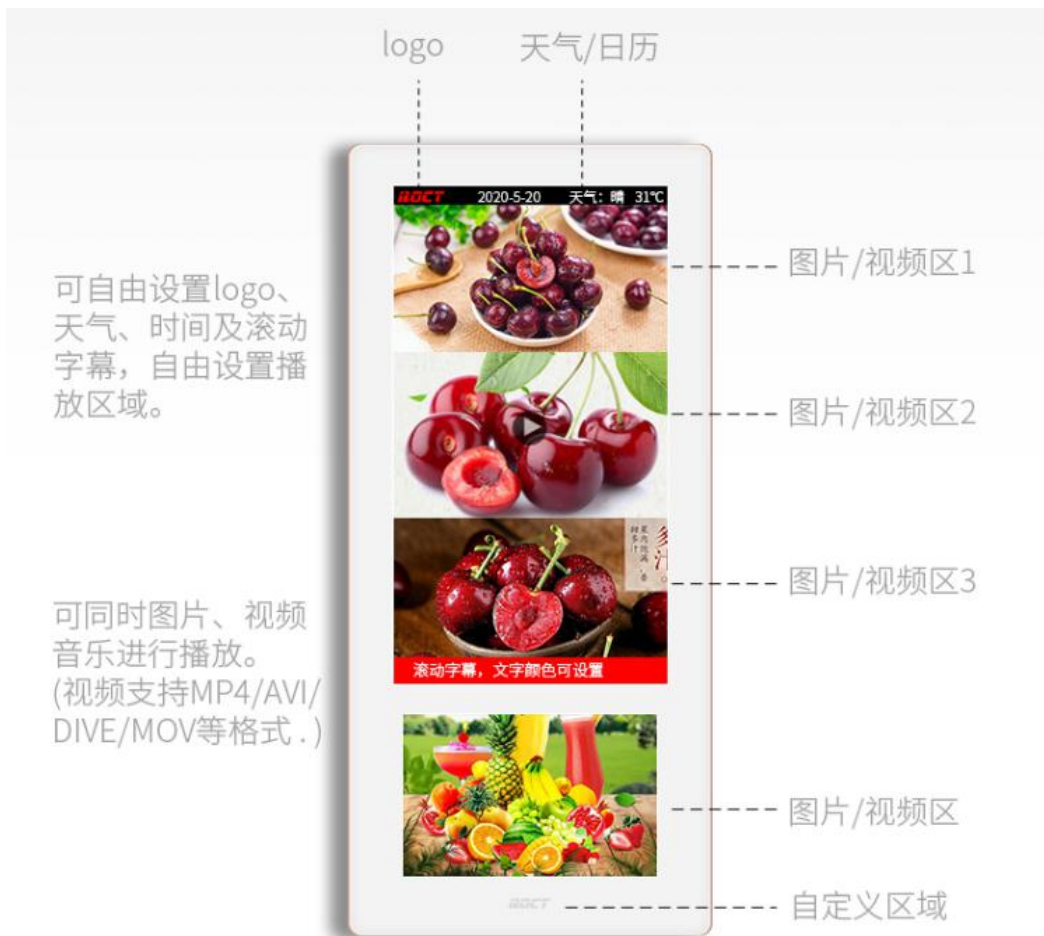 logo
天气/日历
2020-5-20 天气：晴 31℃
图片/视频区1
可自由设置logo、
天气、时间及滚动
字幕，自由设置播
放区域。
图片/视频区2
多汁。
图片/视频区3
可同时图片、视频
音乐进行播放。
(视频支持MP4/AVI/
DIVE/MOV等格式 . )
滚动字幕，文字颜色可设置
图片/视频区
自定义区域